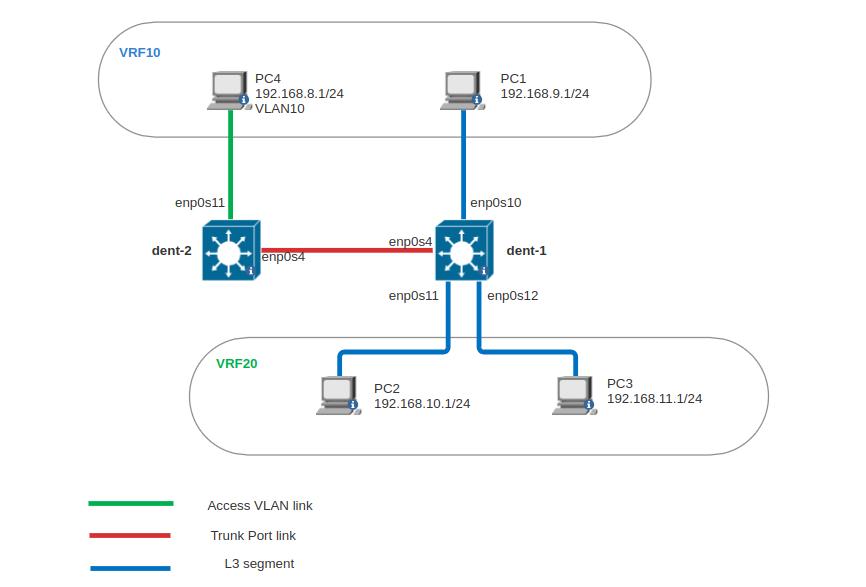 VRF10
PC4
192.168.8.1/24
VLAN10
PC1
192.168.9.1/24
enp0s11
enp0s10
dent-2
enp0s4
enp0s4
dent-1
enp0s11
enp0s12
VRF20
PC2
192.168.10.1/24
PC3
192.168.11.1/24
Access VLAN link
Trunk Port link
L3 segment